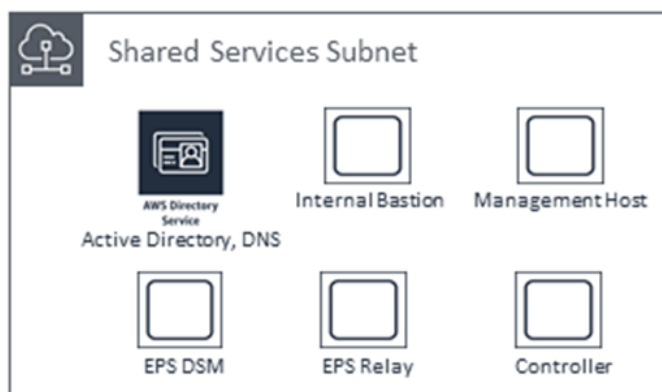 Shared Services Subnet
AWS Directory
Service
Active Directory, DNS
Internal Bastion
Management Host
EPS DSM
EPS Relay
Controller